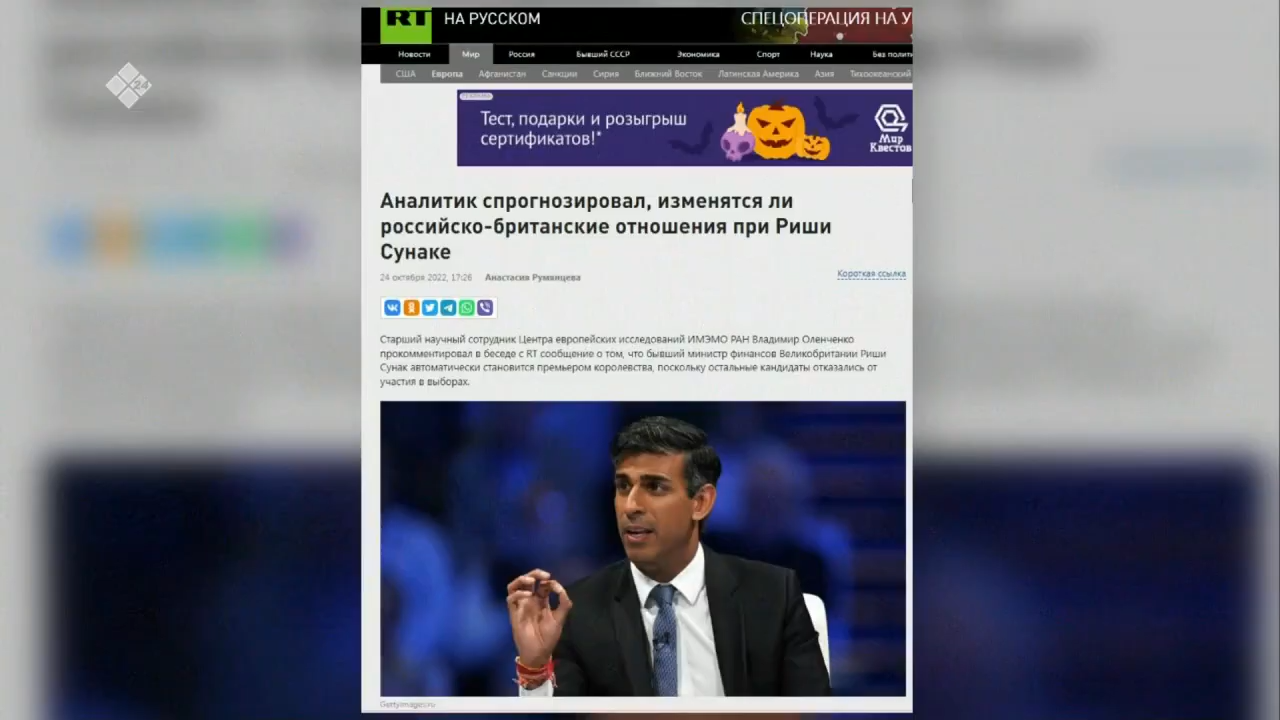 RT НА РУССКОМ
СПЕЦОПЕРАЦИЯ НА У
Новости Мир Россия Бывший СССР Экономика Спорт Наука Без полити
США Европа Афганистан Санкции Сирия Ближний Восток Латинская Америка Азия Тихоокеанский
24
Тест, подарки и розыгрыш
сертификатов!*
Мир
Квестов
Аналитик спрогнозировал, изменятся ли
российско-британские отношения при Риши
Сунаке
24 октября 2022, 17:26 Анастасия Румянцева
Короткая ссылка
Старший научный сотрудник Центра европейских исследований ИМЭМО РАН Владимир Оленченко
прокомментировал в беседе с RT сообщение о том, что бывший министр финансов Великобритании Риши
Сунак автоматически становится премьером королевства, поскольку остальные кандидаты отказались от
участия в выборах.
Gettyimages.ru